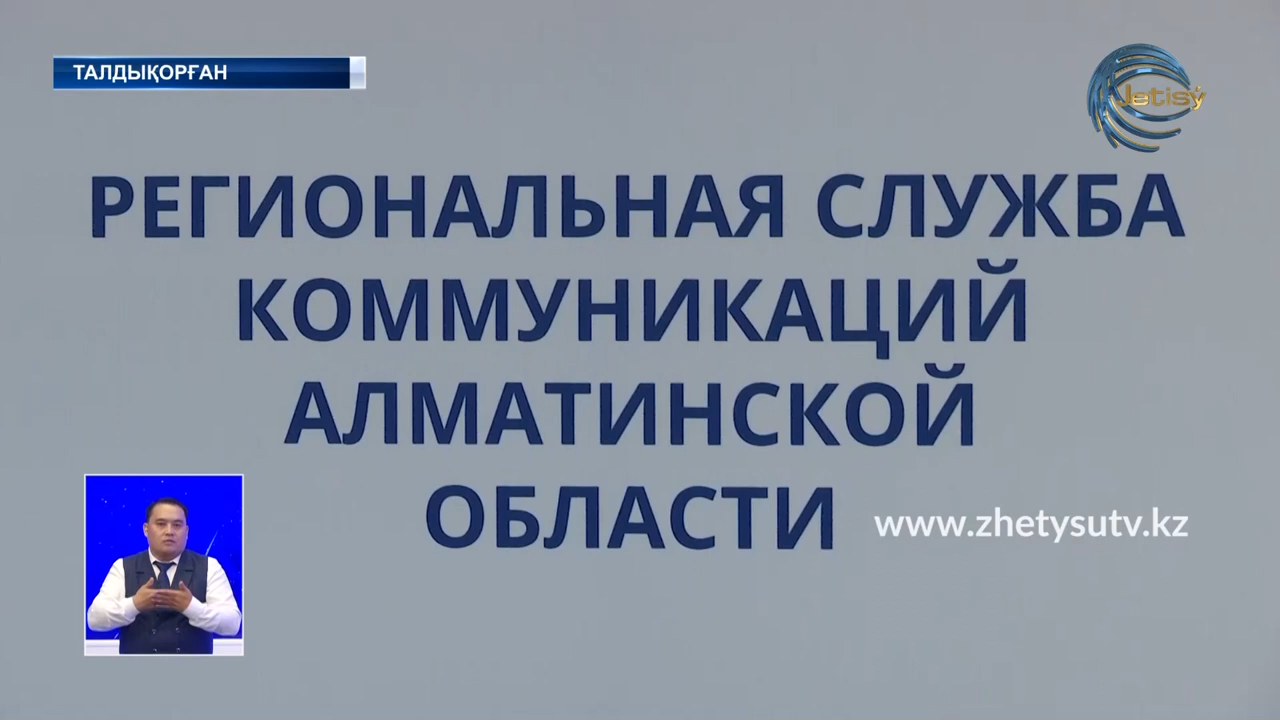 ТАЛДЫҚОРҒАН
Jetisý
РЕГИОНАЛЬНАЯ СЛУЖБА
КОММУНИКАЦИЙ
АЛМАТИНСКОЙ
ОБЛАСТИ
www.zhetysutv.kz